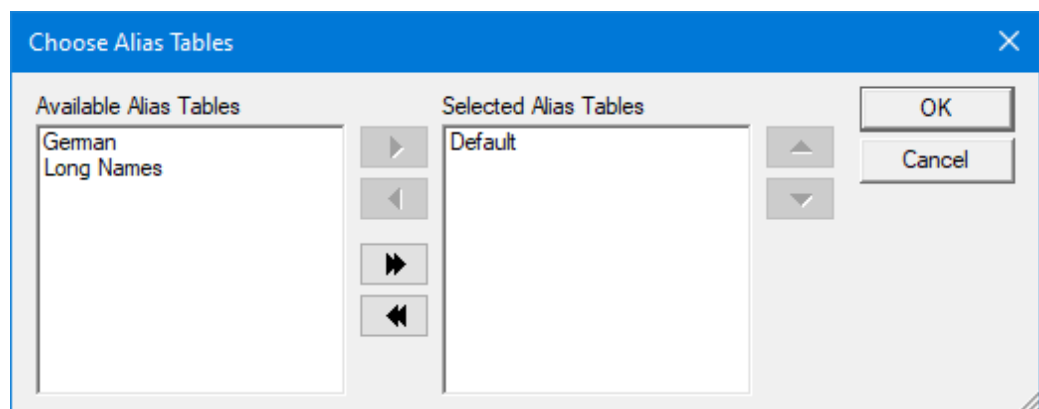 Choose Alias Tables
Available Alias Tables
German
Long Names
Selected Alias Tables
Default
OK
Cancel